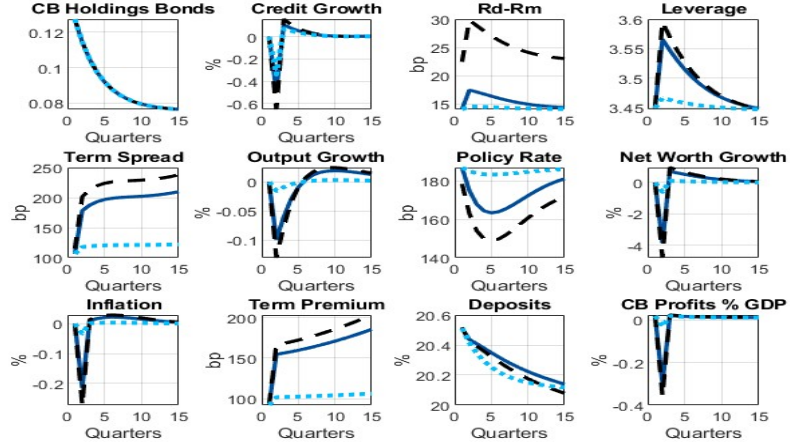 CB Holdings Bonds
0.12
0.1
0.08
0 5 10 15
Quarters
Credit Growth
%
0
-0.2
-0.4
-0.6
0 5 10 15
Quarters
Rd-Rm
bp
30
25
20
15
0 5 10 15
Quarters
Leverage
3.6
3.55
3.5
3.45
0 5 10 15
Quarters
Term Spread
bp
250
200
150
100
0 5 10 15
Quarters
Output Growth
%
0
-0.05
-0.1
0 5 10 15
Quarters
Policy Rate
bp
180
160
140
0 5 10 15
Quarters
Net Worth Growth
%
0
-2
-4
0 5 10 15
Quarters
Inflation
%
0
-0.1
-0.2
0 5 10 15
Quarters
Term Premium
bp
200
150
100
0 5 10 15
Quarters
Deposits
%
20.6
20.4
20.2
20
0 5 10 15
Quarters
CB Profits % GDP
%
0
-0.2
-0.4
0 5 10 15
Quarters